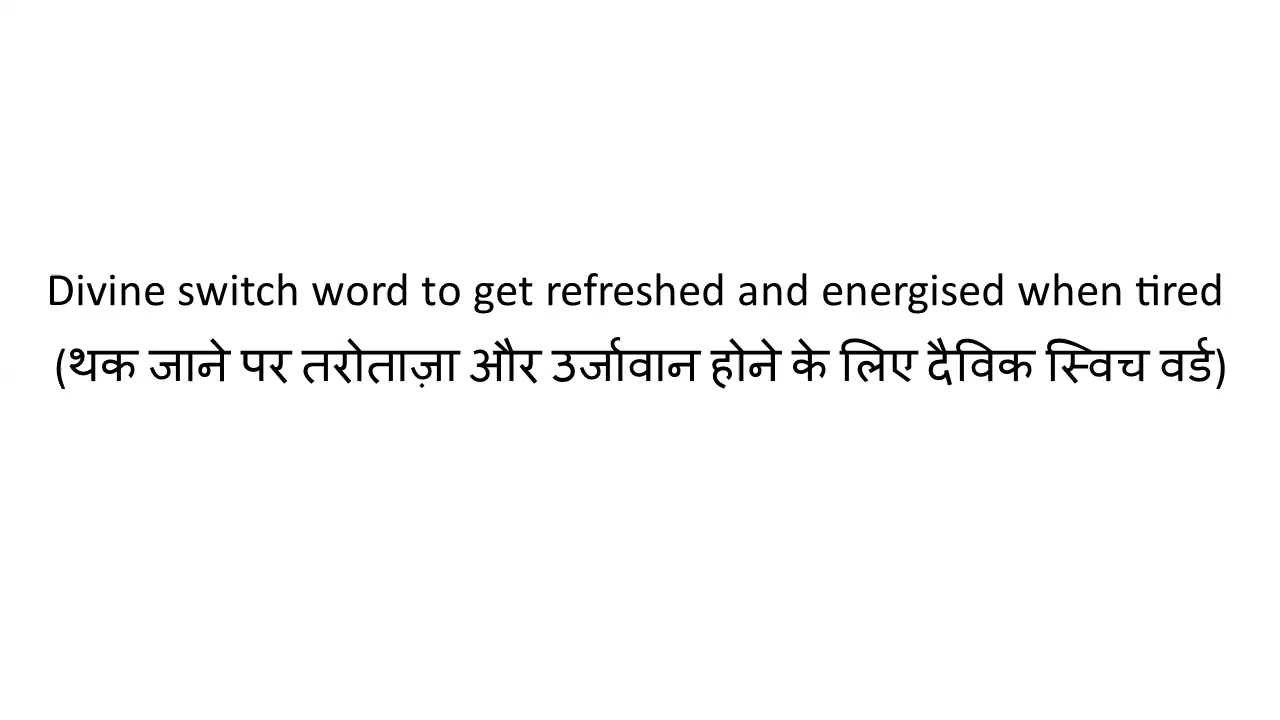 Divine switch word to get refreshed and energised when tired
(थक जाने पर तरोताज़ा और उर्जावान होने के लिए दैविक स्विच वर्ड)